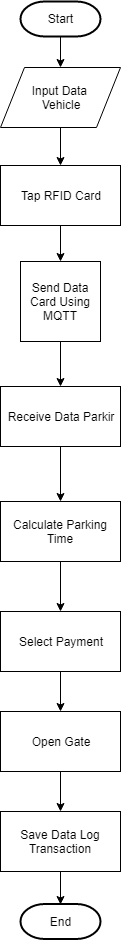 Start
Input Data
Vehicle
Tap RFID Card
Send Data
Card Using
MQTT
Receive Data Parkir
Calculate Parking
Time
Select Payment
Open Gate
Save Data Log
Transaction
End